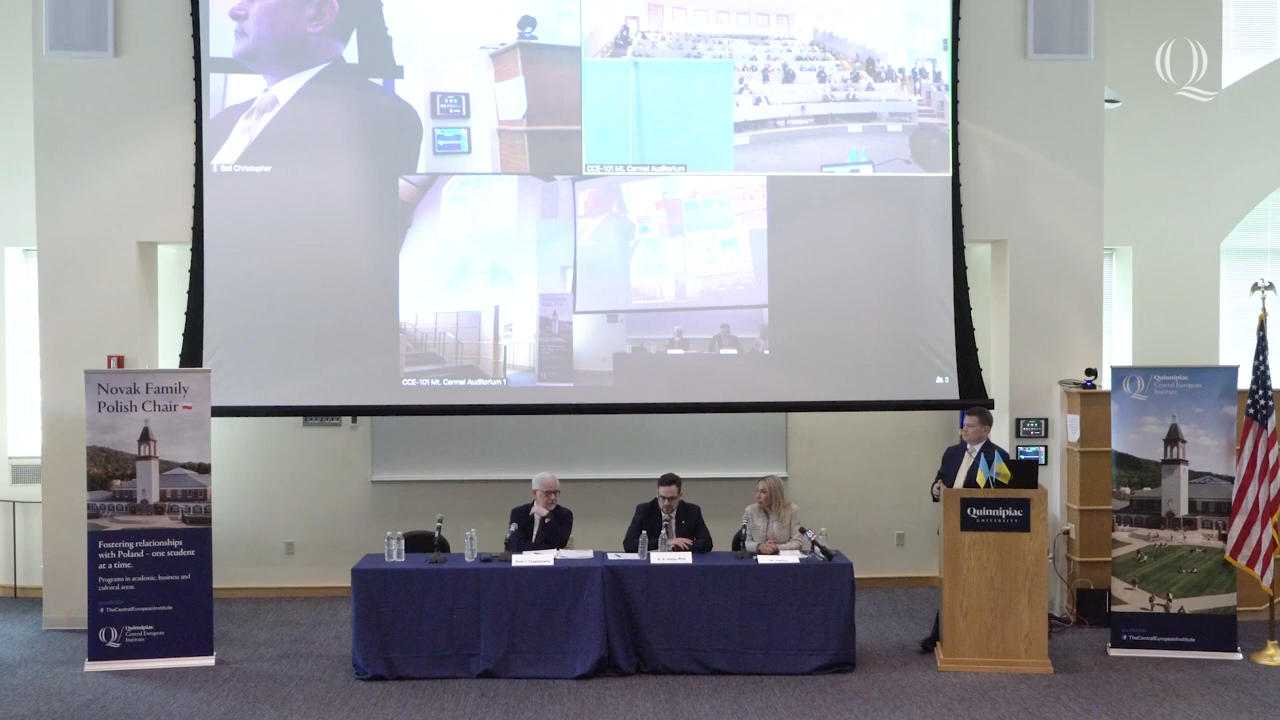 Ball Christopher
CCE-101 Mt. Carmel Auditorium
CCE-101 Mt. Carmel Auditorium 1
3
Novak Family
Polish Chair
Fostering relationships
with Poland – one student
at a time.
Programs in academic, business and
cultural areas.
TheCentralEuropeanInstitute
Quinnipiac
Central European
Institute
Quinnipiac
UNIVERSITY
Quinnipiac
Central European
Institute
TheCentralEuropeanInstitute